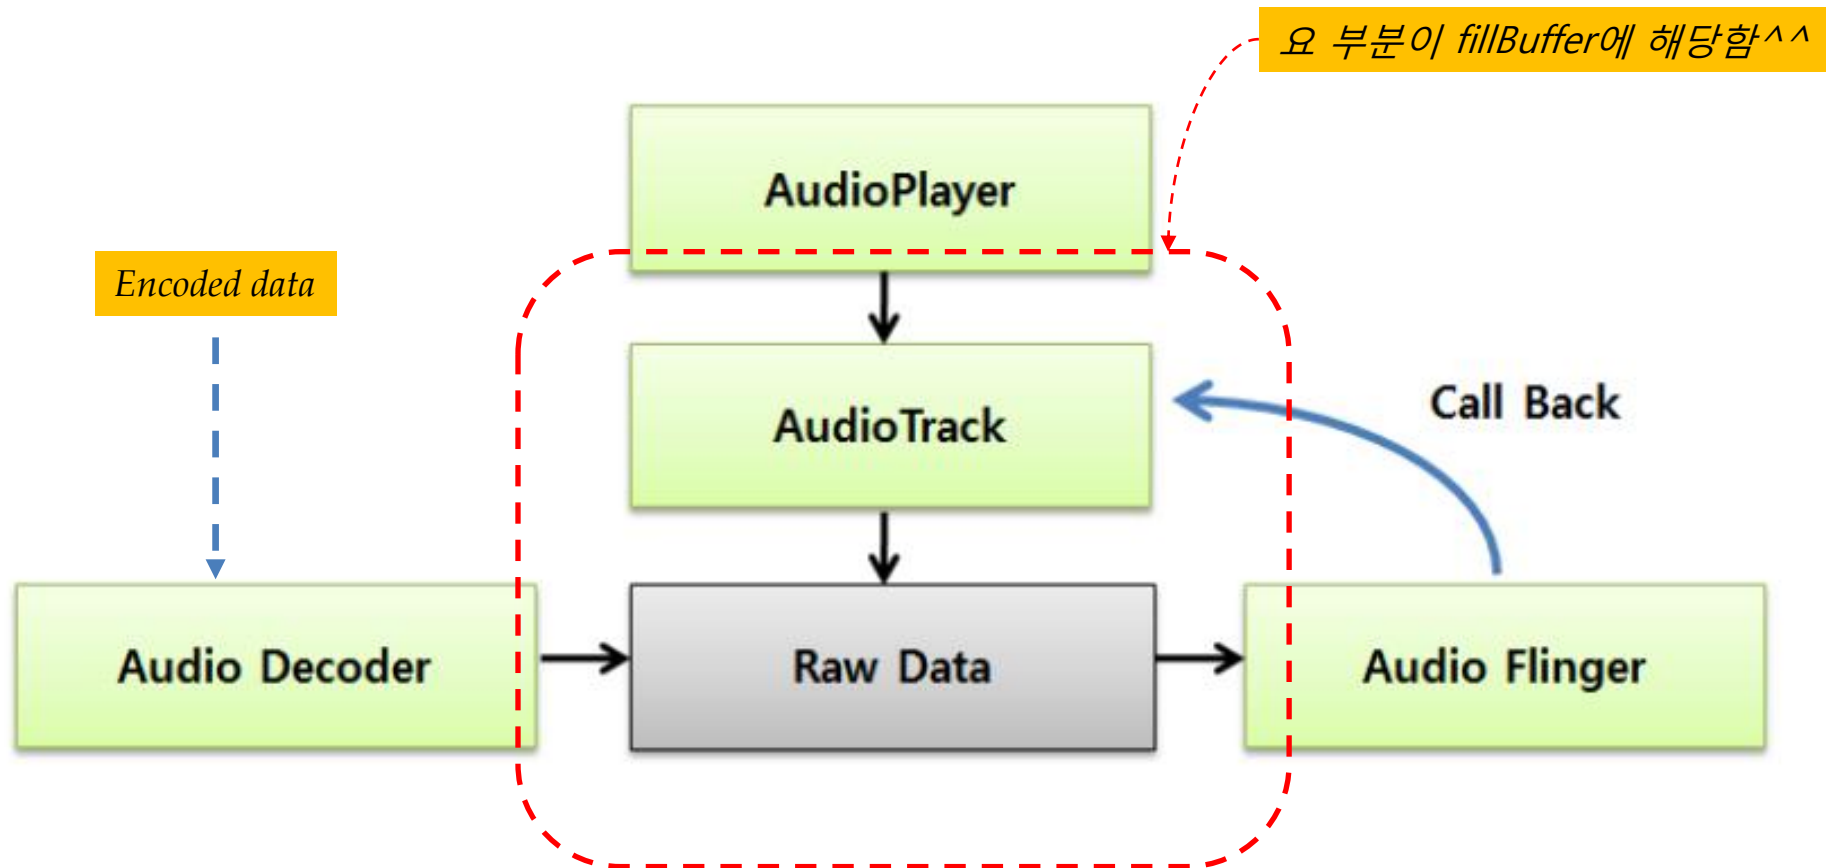 요 부분이 fillBuffer에 해당함^^
AudioPlayer
Encoded data
AudioTrack
Call Back
Audio Decoder
Raw Data
Audio Flinger